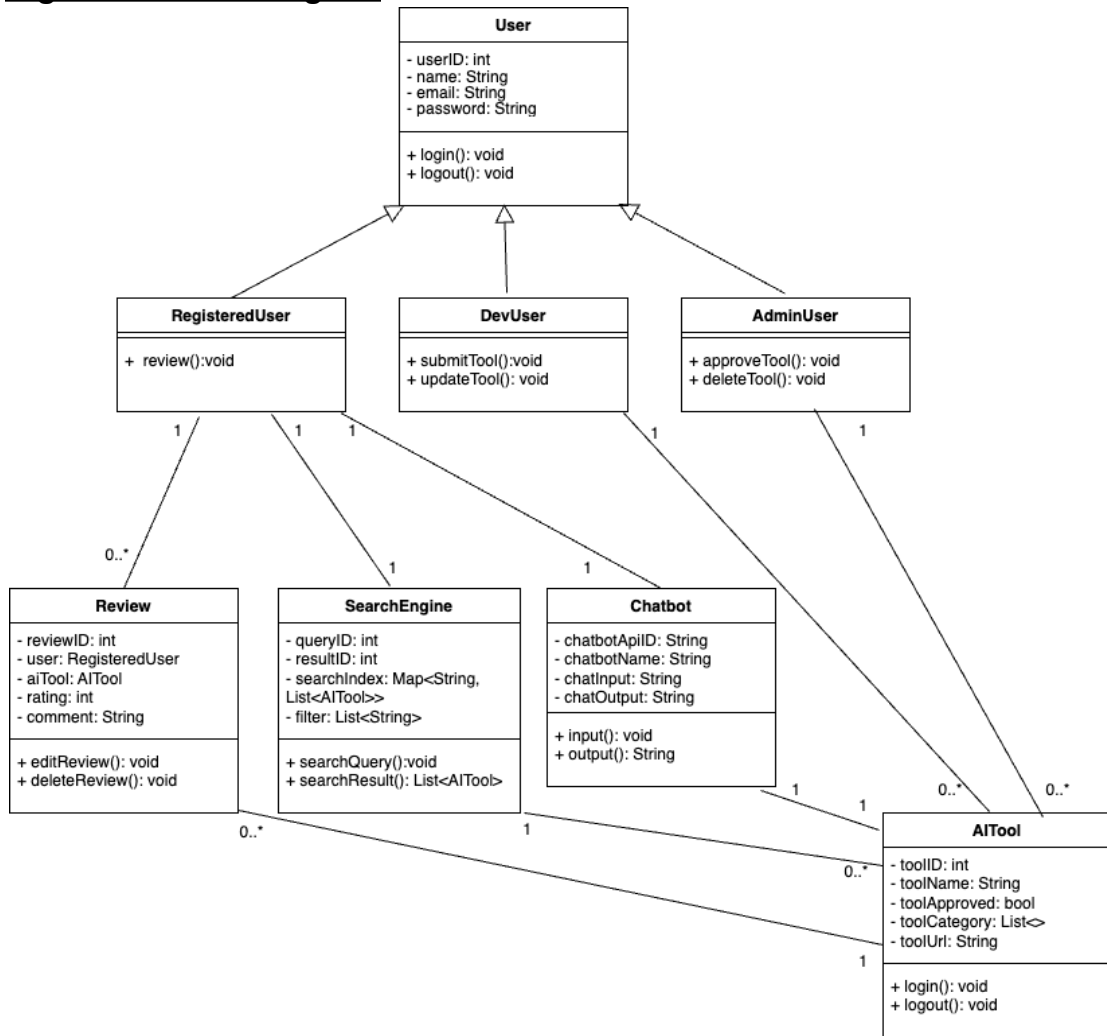 User
- userID: int
- name: String
- email: String
- password: String
+ login(): void
+ logout(): void
RegisteredUser
+ review():void
DevUser
+ submitTool():void
+ updateTool(): void
AdminUser
+ approveTool(): void
+ deleteTool(): void
1
1
1
1
1
0..*
1
1
Review
- reviewID: int
- user: RegisteredUser
- aiTool: AITool
- rating: int
- comment: String
+ editReview(): void
+ deleteReview(): void
SearchEngine
- queryID: int
- resultID: int
- searchIndex: Map<String,
List<AITool>>
- filter: List<String>
+ searchQuery():void
+ searchResult(): List<AITool>
Chatbot
- chatbotApiID: String
- chatbotName: String
- chatInput: String
- chatOutput: String
+ input(): void
+ output(): String
1
1
0..*
0..*
0..*
1
0..*
1
AITool
- toolID: int
- toolName: String
- toolApproved: bool
- toolCategory: List<>
- toolUrl: String
+ login(): void
+ logout(): void